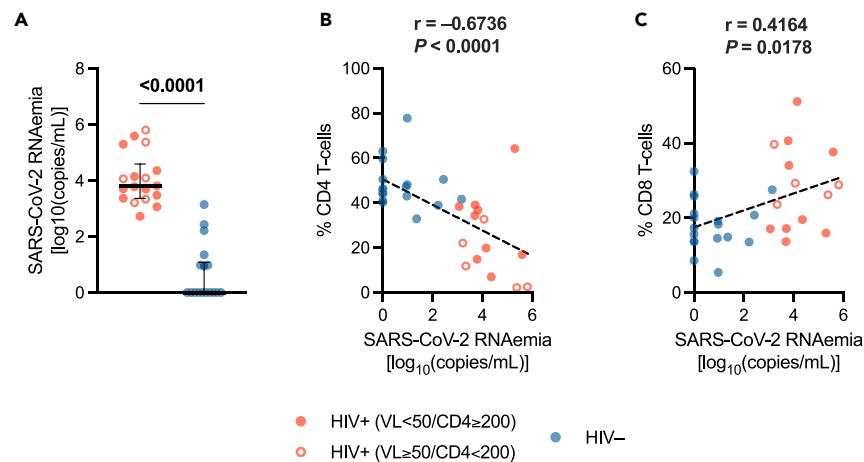 A
<0.0001
SARS-CoV-2 RNAemia
[log10(copies/mL)]
8
6
4
2
0
B
r = –0.6736
P < 0.0001
% CD4 T-cells
100
80
60
40
20
0
0 2 4 6
SARS-CoV-2 RNAemia
[log10(copies/mL)]
C
r = 0.4164
P = 0.0178
% CD8 T-cells
60
40
20
0
0 2 4 6
SARS-CoV-2 RNAemia
[log10(copies/mL)]
HIV+ (VL<50/CD4≥200)
HIV+ (VL≥50/CD4<200)
HIV–